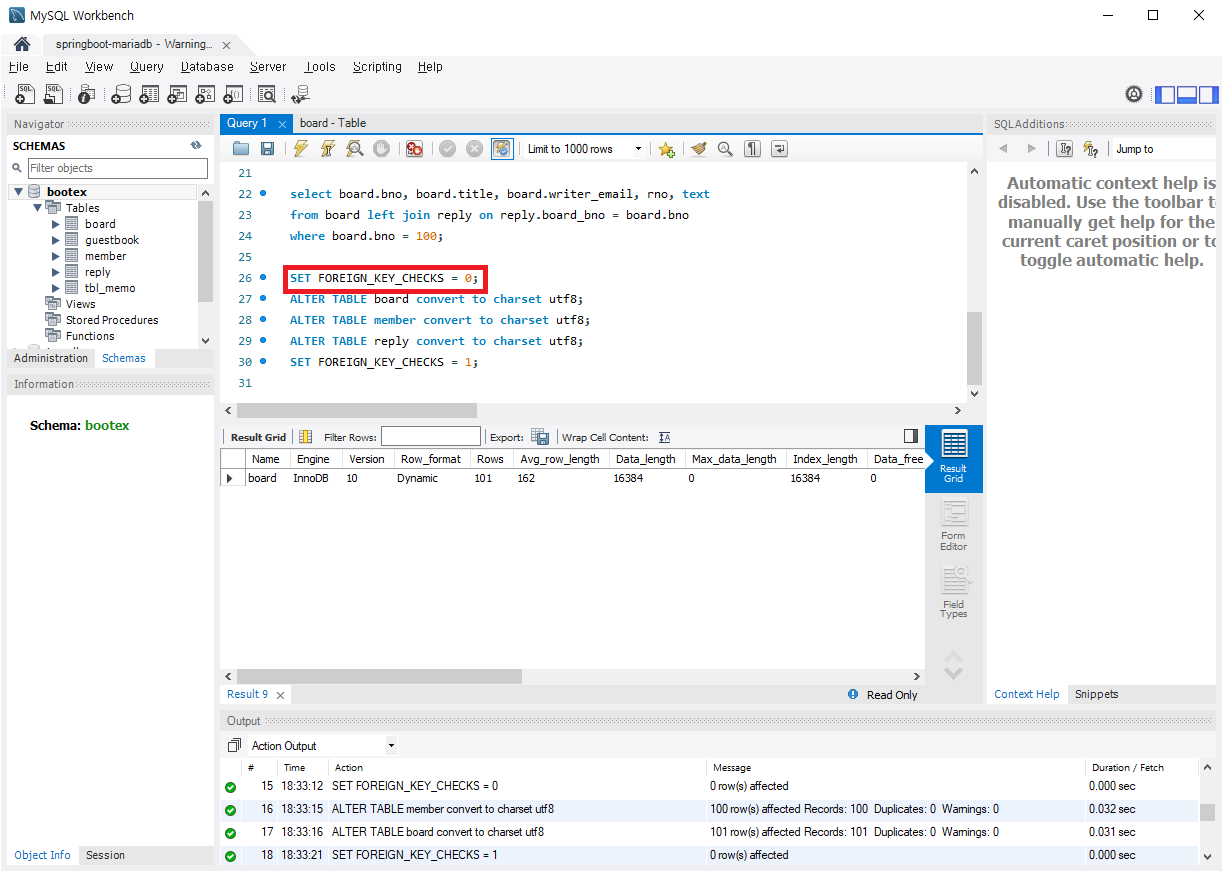 MySQL Workbench
springboot-mariadb - Warning...
File Edit View Query Database Server Tools Scripting Help
Navigator
SCHEMAS
Filter objects
bootex
Tables
board
guestbook
member
reply
tbl_memo
Views
Stored Procedures
Functions
Administration Schemas
Information
Schema: bootex
Object Info Session
Query 1 board - Table
Limit to 1000 rows
21
22 select board.bno, board.title, board.writer_email, rno, text
23 from board left join reply on reply.board_bno = board.bno
24 where board.bno = 100;
25
26 SET FOREIGN_KEY_CHECKS = 0;
27 ALTER TABLE board convert to charset utf8;
28 ALTER TABLE member convert to charset utf8;
29 ALTER TABLE reply convert to charset utf8;
30 SET FOREIGN_KEY_CHECKS = 1;
31
Result Grid Filter Rows: Export: Wrap Cell Content:
Name Engine Version Row_format Rows Avg_row_length Data_length Max_data_length Index_length Data_free
board InnoDB 10 Dynamic 101 162 16384 0 16384 0
Result Grid
Form Editor
Field Types
Result 9 Read Only
SQLAdditions
Jump to
Automatic context help is
disabled. Use the toolbar t
manually get help for the
current caret position or to
toggle automatic help.
Context Help Snippets
Output
Action Output
# Time Action Message Duration / Fetch
15 18:33:12 SET FOREIGN_KEY_CHECKS = 0 0 row(s) affected 0.000 sec
16 18:33:15 ALTER TABLE member convert to charset utf8 100 row(s) affected Records: 100 Duplicates: 0 Warnings: 0 0.032 sec
17 18:33:16 ALTER TABLE board convert to charset utf8 101 row(s) affected Records: 101 Duplicates: 0 Warnings: 0 0.031 sec
18 18:33:21 SET FOREIGN_KEY_CHECKS = 1 0 row(s) affected 0.000 sec